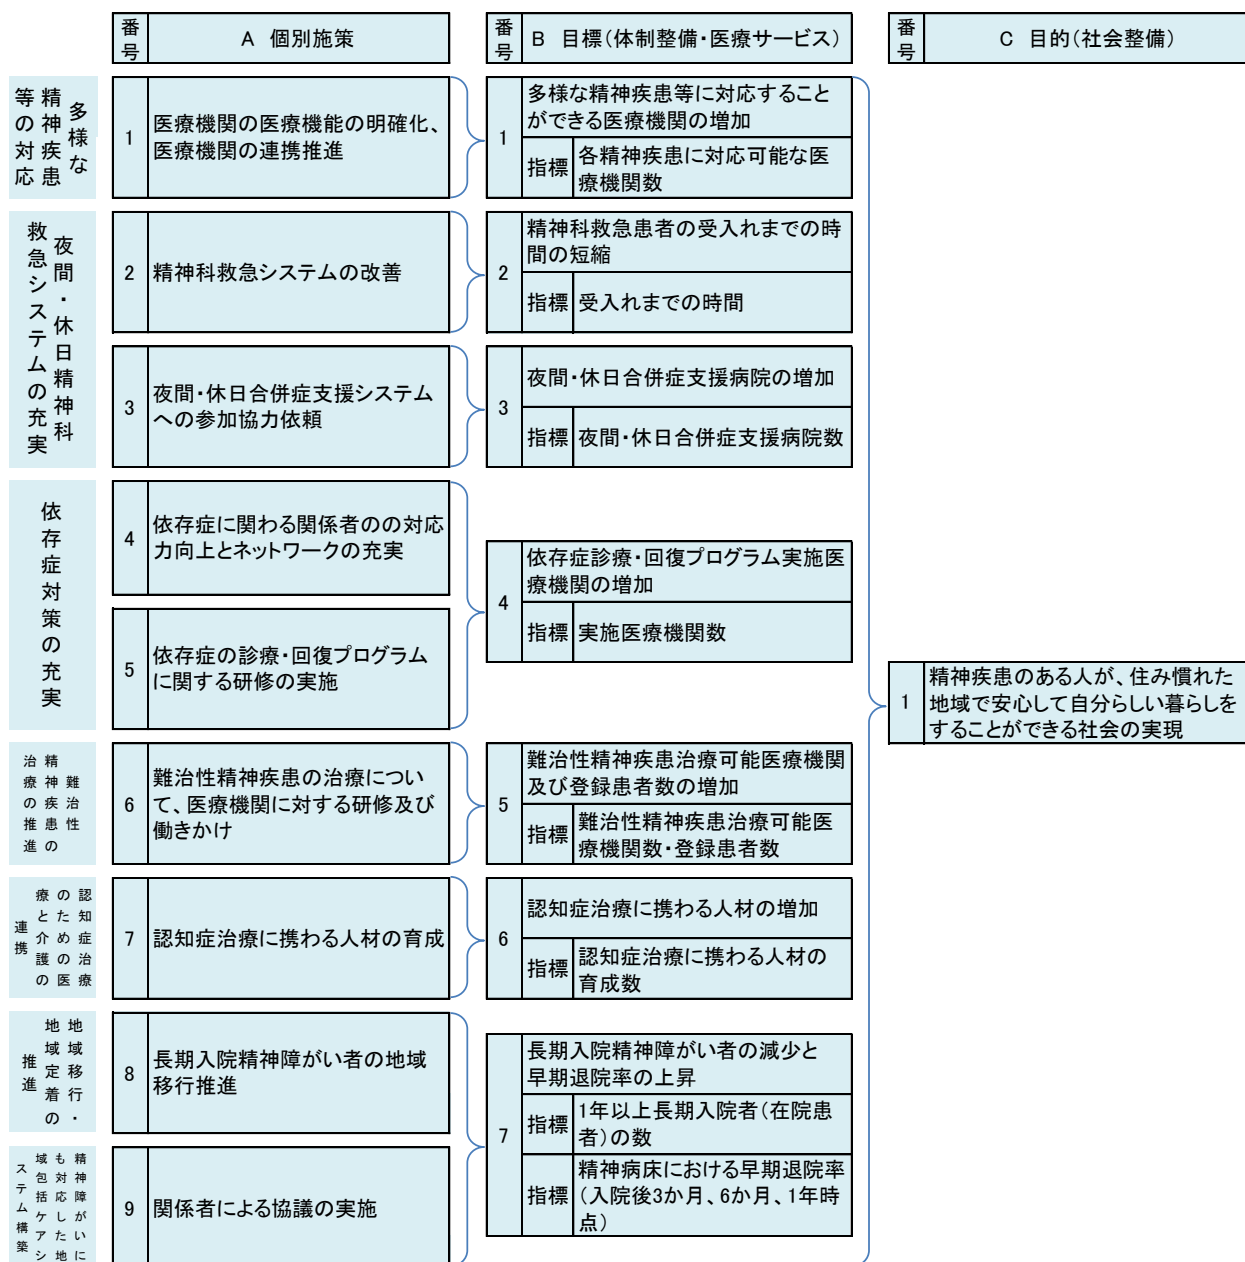 番号
A 個別施策
番号
B 目標(体制整備・医療サービス)
番号
C 目的(社会整備)
多様な
精神疾患
等の対応
1
医療機関の医療機能の明確化、
医療機関の連携推進
1
多様な精神疾患等に対応すること
ができる医療機関の増加
指標
各精神疾患に対応可能な医
療機関数
夜間・休日精神科
救急システムの充実
2
精神科救急システムの改善
2
精神科救急患者の受入れまでの時
間の短縮
指標
受入れまでの時間
3
夜間・休日合併症支援システム
への参加協力依頼
3
夜間・休日合併症支援病院の増加
指標
夜間・休日合併症支援病院数
依存症対策の充実
4
依存症に関わる関係者のの対応
力向上とネットワークの充実
5
依存症の診療・回復プログラム
に関する研修の実施
4
依存症診療・回復プログラム実施医
療機関の増加
指標
実施医療機関数
1
精神疾患のある人が、住み慣れた
地域で安心して自分らしい暮らしを
することができる社会の実現
難治性
精神疾患の
治療の推進
6
難治性精神疾患の治療につい
て、医療機関に対する研修及び
働きかけ
5
難治性精神疾患治療可能医療機関
及び登録患者数の増加
指標
難治性精神疾患治療可能医
療機関数・登録患者数
認知症治療
のための医
療と介護の
連携
7
認知症治療に携わる人材の育成
6
認知症治療に携わる人材の増加
指標
認知症治療に携わる人材の
育成数
地域移行・
地域定着の
推進
8
長期入院精神障がい者の地域
移行推進
7
長期入院精神障がい者の減少と
早期退院率の上昇
指標
1年以上長期入院者(在院患
者)の数
指標
精神病床における早期退院率
(入院後3か月、6か月、1年時
点)
精神障がいに
も対応した地
域包括ケアシ
ステム構築
9
関係者による協議の実施